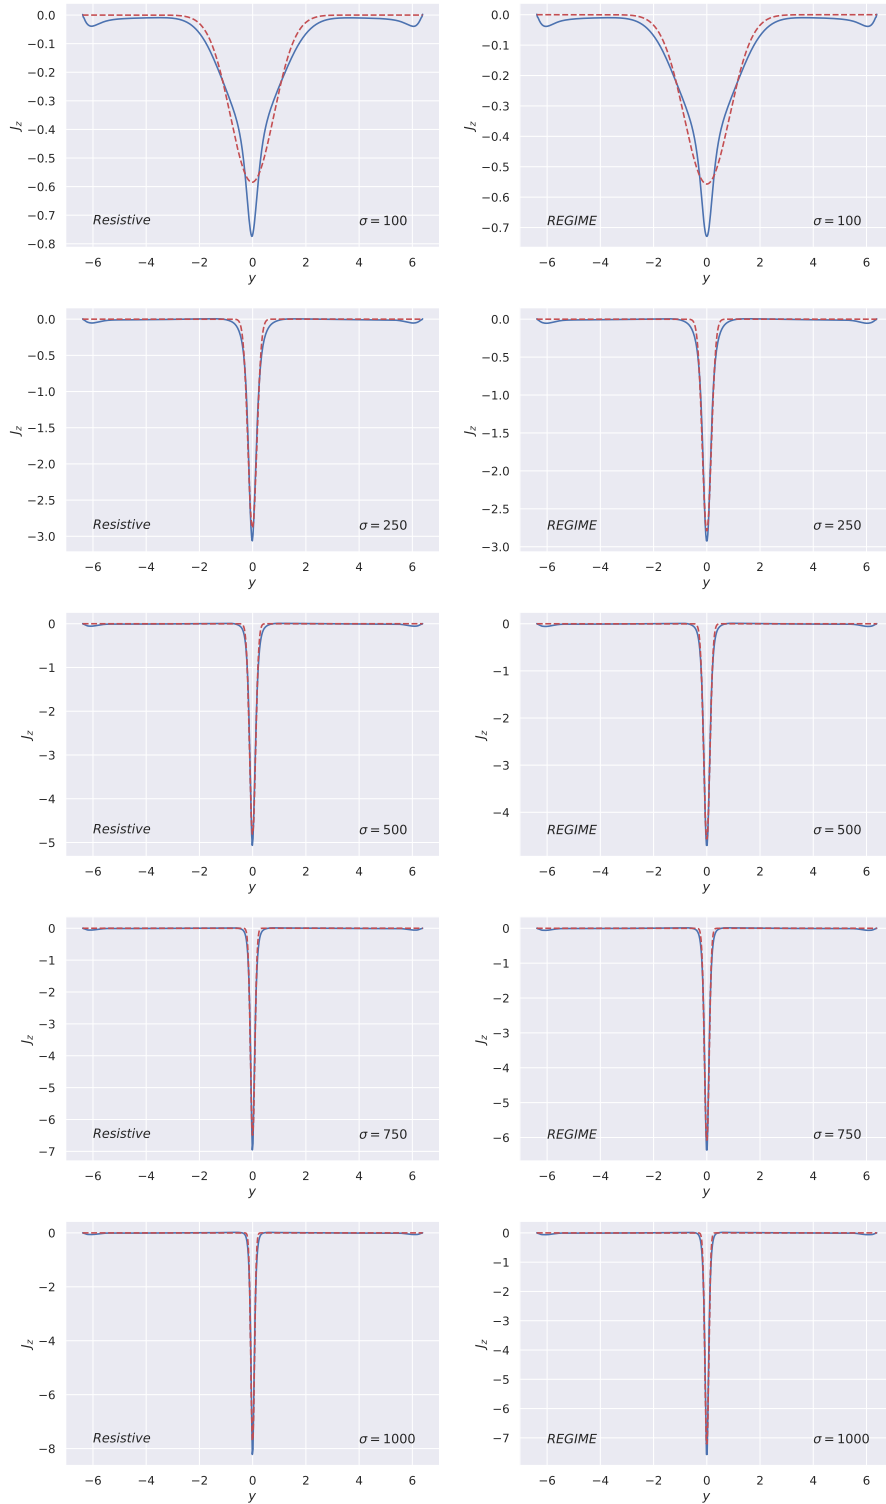 0.0
−0.1
−0.2
−0.3
−0.4
−0.5
−0.6
−0.7
−0.8
J_z
Resistive
σ = 100
−6 −4 −2 0 2 4 6
y
0.0
−0.1
−0.2
−0.3
−0.4
−0.5
−0.6
−0.7
J_z
REGIME
σ = 100
−6 −4 −2 0 2 4 6
y
0.0
−0.5
−1.0
−1.5
−2.0
−2.5
−3.0
J_z
Resistive
σ = 250
−6 −4 −2 0 2 4 6
y
0.0
−0.5
−1.0
−1.5
−2.0
−2.5
−3.0
J_z
REGIME
σ = 250
−6 −4 −2 0 2 4 6
y
0
−1
−2
−3
−4
−5
J_z
Resistive
σ = 500
−6 −4 −2 0 2 4 6
y
0
−1
−2
−3
−4
J_z
REGIME
σ = 500
−6 −4 −2 0 2 4 6
y
0
−1
−2
−3
−4
−5
−6
−7
J_z
Resistive
σ = 750
−6 −4 −2 0 2 4 6
y
0
−1
−2
−3
−4
−5
−6
J_z
REGIME
σ = 750
−6 −4 −2 0 2 4 6
y
0
−2
−4
−6
−8
J_z
Resistive
σ = 1000
−6 −4 −2 0 2 4 6
y
0
−1
−2
−3
−4
−5
−6
−7
J_z
REGIME
σ = 1000
−6 −4 −2 0 2 4 6
y